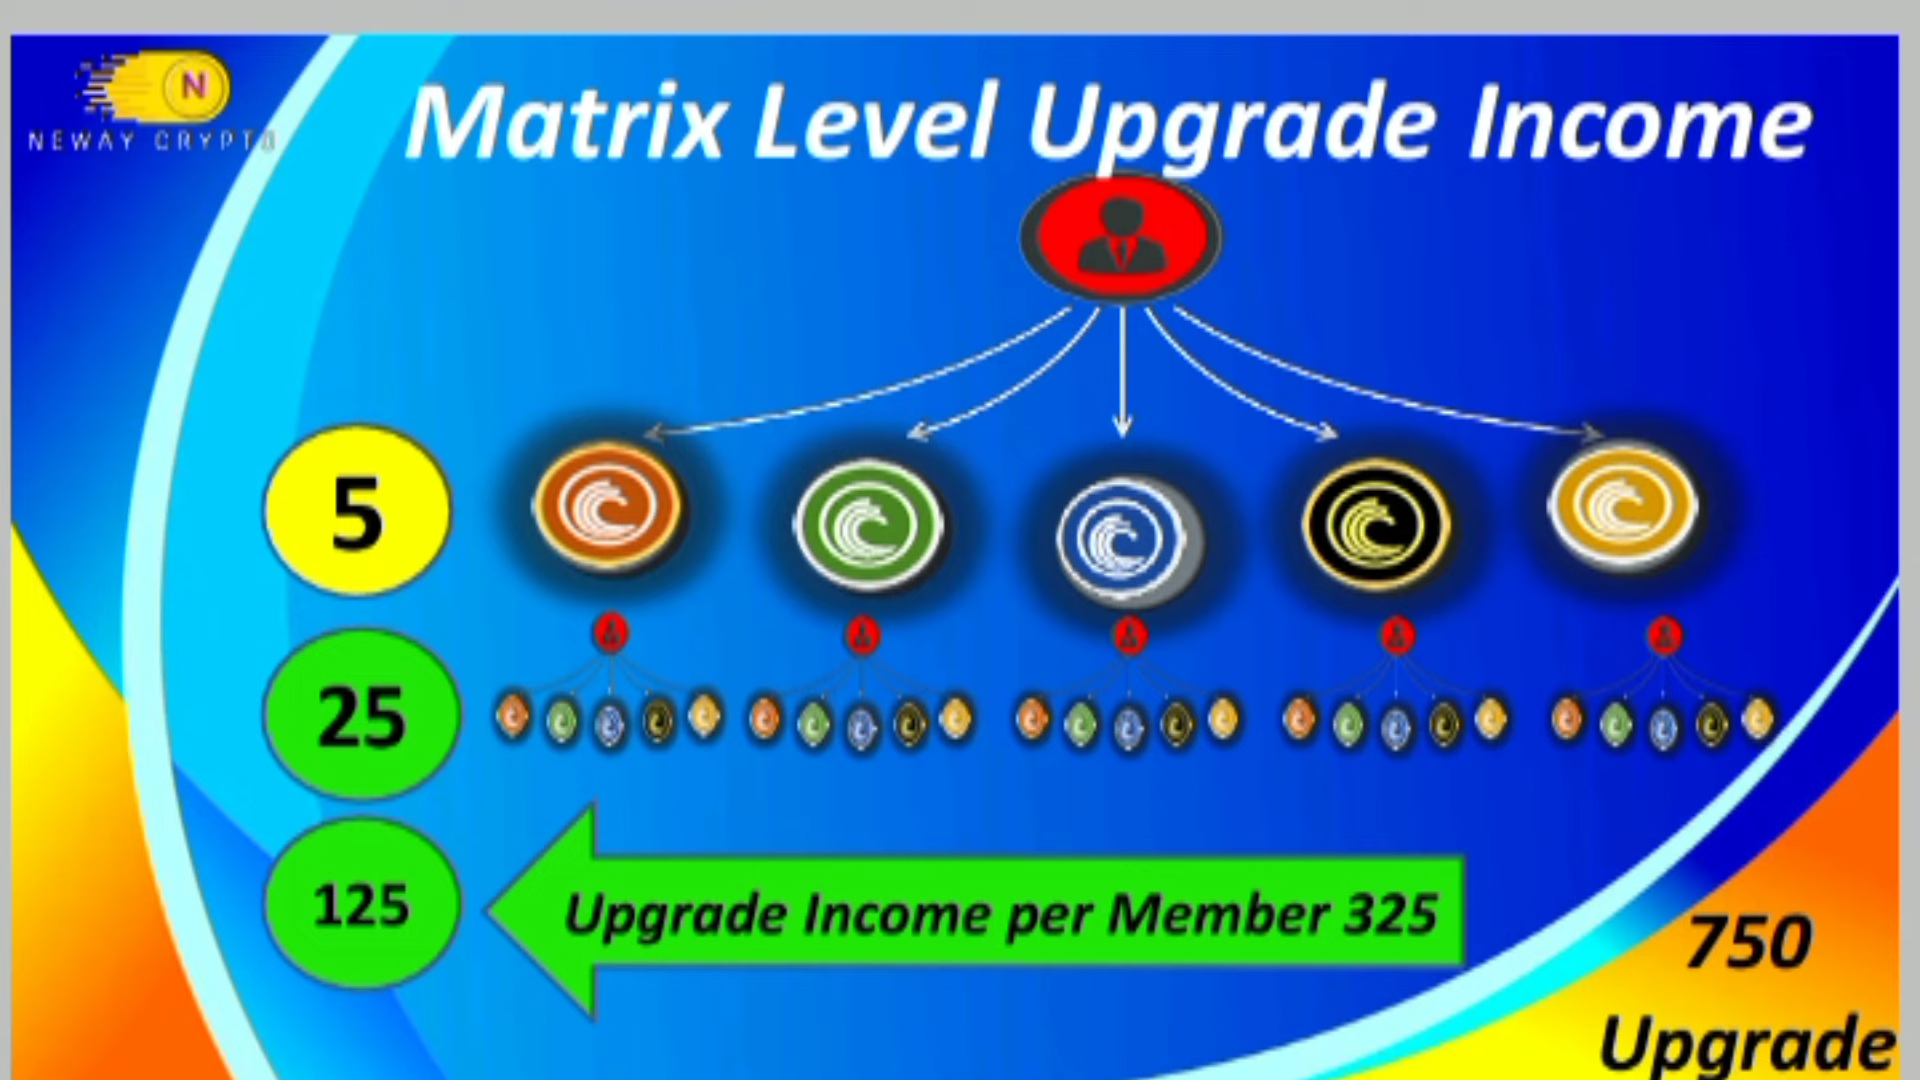 N
NEWAY CRYPTO
Matrix Level Upgrade Income
5
25
125
Upgrade Income per Member 325
750
Upgrade